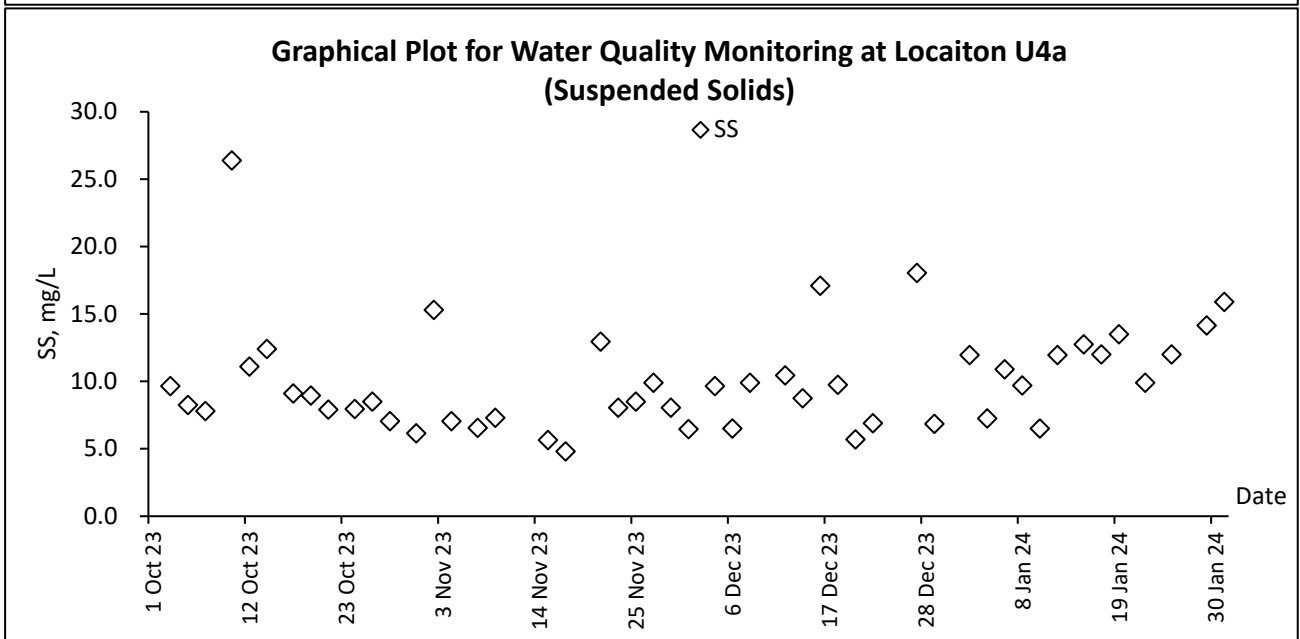 Graphical Plot for Water Quality Monitoring at Locaiton U4a
(Suspended Solids)
SS
30.0
25.0
20.0
15.0
10.0
5.0
0.0
SS, mg/L
Date
1 Oct 23
12 Oct 23
23 Oct 23
3 Nov 23
14 Nov 23
25 Nov 23
6 Dec 23
17 Dec 23
28 Dec 23
8 Jan 24
19 Jan 24
30 Jan 24